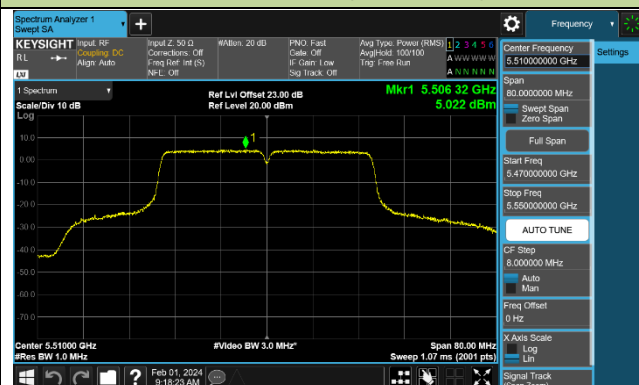 Spectrum Analyzer 1
Swept SA
+
Frequency
KEYSIGHT
RL
LXI
Input: RF
Coupling: DC
Align: Auto
Input Z: 50 Ω
Corrections: Off
Freq Ref: Int (S)
NFE: Off
#Atten: 20 dB
PNO: Fast
Gate: Off
IF Gain: Low
Sig Track: Off
Avg Type: Power (RMS)
Avg|Hold: 100/100
Trig: Free Run
1 2 3 4 5 6
A W W W W W
A N N N N N
1 Spectrum
Scale/Div 10 dB
Log
Ref Lvl Offset 23.00 dB
Ref Level 20.00 dBm
Mkr1 5.506 32 GHz
5.022 dBm
1
10.0
0.00
-10.0
-20.0
-30.0
-40.0
-50.0
-60.0
-70.0
Center 5.51000 GHz
#Res BW 1.0 MHz
#Video BW 3.0 MHz*
Span 80.00 MHz
Sweep 1.07 ms (2001 pts)
Feb 01, 2024
9:18:23 AM
Center Frequency
5.510000000 GHz
Settings
Span
80.0000000 MHz
Swept Span
Zero Span
Full Span
Start Freq
5.470000000 GHz
Stop Freq
5.550000000 GHz
AUTO TUNE
CF Step
8.000000 MHz
Auto
Man
Freq Offset
0 Hz
X Axis Scale
Log
Lin
Signal Track
(Span Zoom)